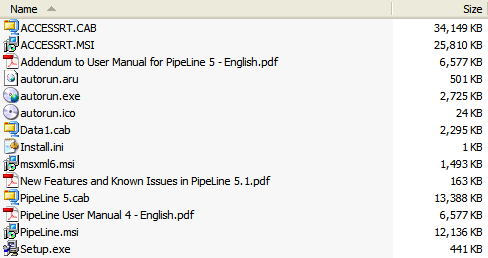 Name Size
ACCESSRT.CAB 34,149 KB
ACCESSRT.MSI 25,810 KB
Addendum to User Manual for PipeLine 5 - English.pdf 6,577 KB
autorun.aru 501 KB
autorun.exe 2,725 KB
autorun.ico 24 KB
Data1.cab 2,295 KB
Install.ini 1 KB
msxml6.msi 1,493 KB
New Features and Known Issues in PipeLine 5.1.pdf 163 KB
PipeLine 5.cab 13,388 KB
PipeLine User Manual 4 - English.pdf 6,577 KB
PipeLine.msi 12,136 KB
Setup.exe 441 KB